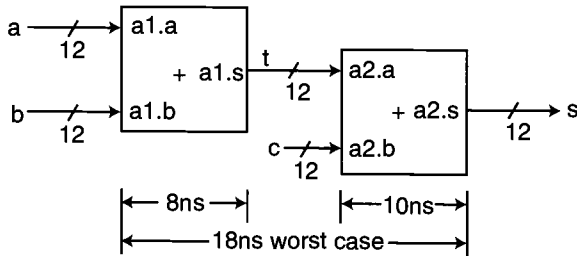 a
12
a1.a
+ a1.s
b
12
a1.b
t
12
a2.a
+ a2.s
12
s
c
12
a2.b
8ns
10ns
18ns worst case